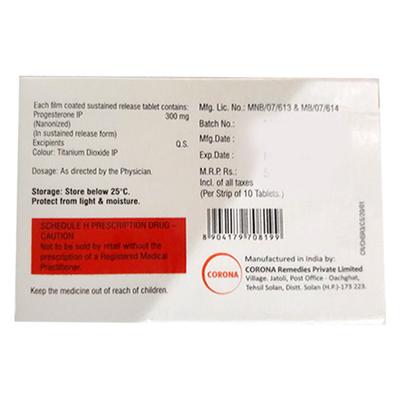 Each film coated sustained release tablet contains:
Progesterone IP 300 mg
(Nanonized)
(In sustained release form)
Excipients Q.S.
Colour: Titanium Dioxide IP
Dosage: As directed by the Physician.
Storage: Store below 25°C.
Protect from light & moisture.
SCHEDULE H PRESCRIPTION DRUG –
CAUTION
Not to be sold by retail without the
prescription of a Registered Medical
Practitioner.
Keep the medicine out of reach of children.
Mfg. Lic. No.: MNB/07/613 & MB/07/614
Batch No. :
Mfg.Date :
Exp.Date :
M.R.P. Rs.:
Incl. of all taxes
(Per Strip of 10 Tablets.)
8 904179 708199
CORONA
Manufactured in India by:
CORONA Remedies Private Limited
Village. Jatoli, Post Office - Oachghat,
Tehsil Solan, Distt. Solan (H.P.)-173 223.